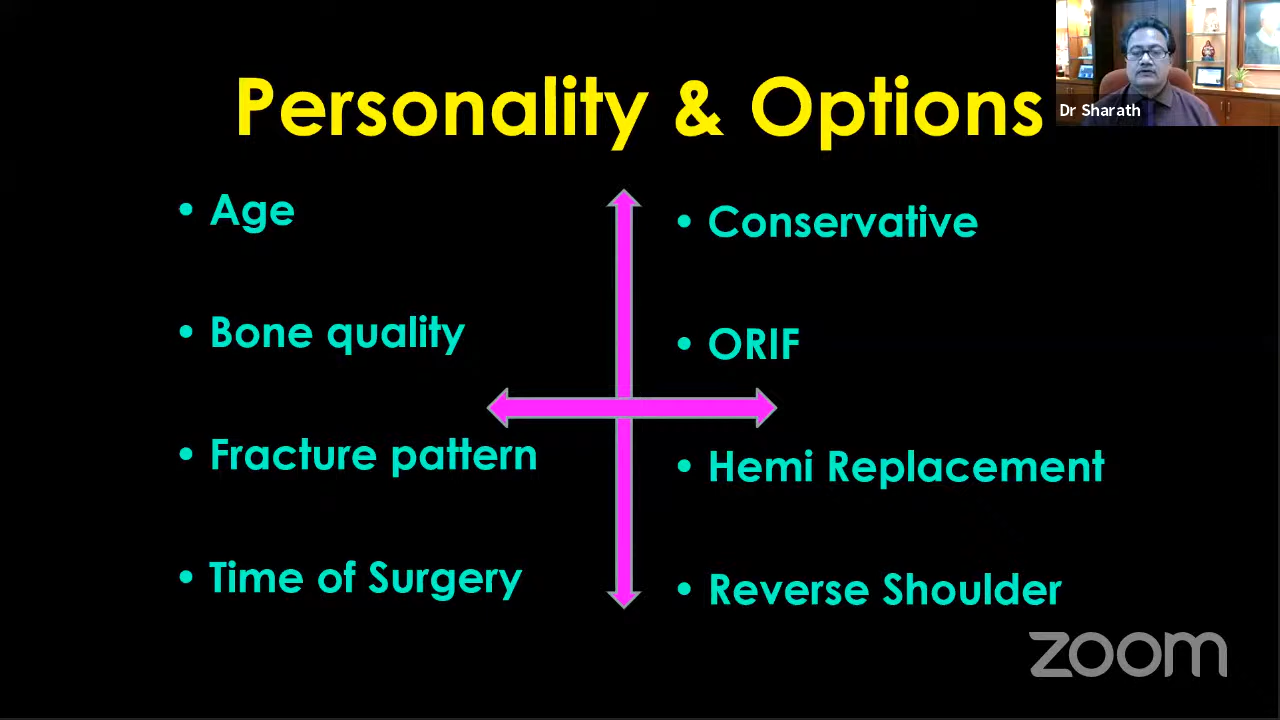 Personality & Options
Dr Sharath
• Age
• Bone quality
• Fracture pattern
• Time of Surgery
• Conservative
• ORIF
• Hemi Replacement
• Reverse Shoulder
zoom